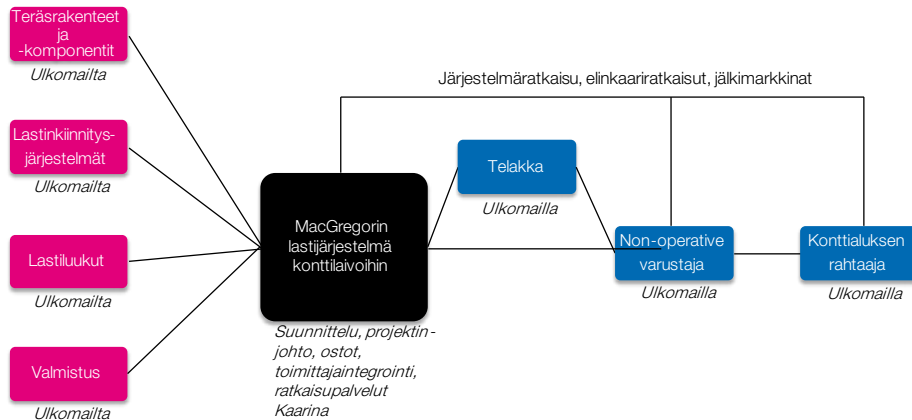 Teräsrakenteet
ja
-komponentit
Ulkomailta
Lastinkiinnitys-
järjestelmät
Ulkomailta
Lastiluukut
Ulkomailta
Valmistus
Ulkomailta
MacGregorin
lastijärjestelmä
konttilaivoihin
Suunnittelu, projektin-
johto, ostot,
toimittajaintegrointi,
ratkaisupalvelut
Kaarina
Järjestelmäratkaisu, elinkaariratkaisut, jälkimarkkinat
Telakka
Ulkomailla
Non-operative
varustaja
Ulkomailla
Konttialuksen
rahtaaja
Ulkomailla